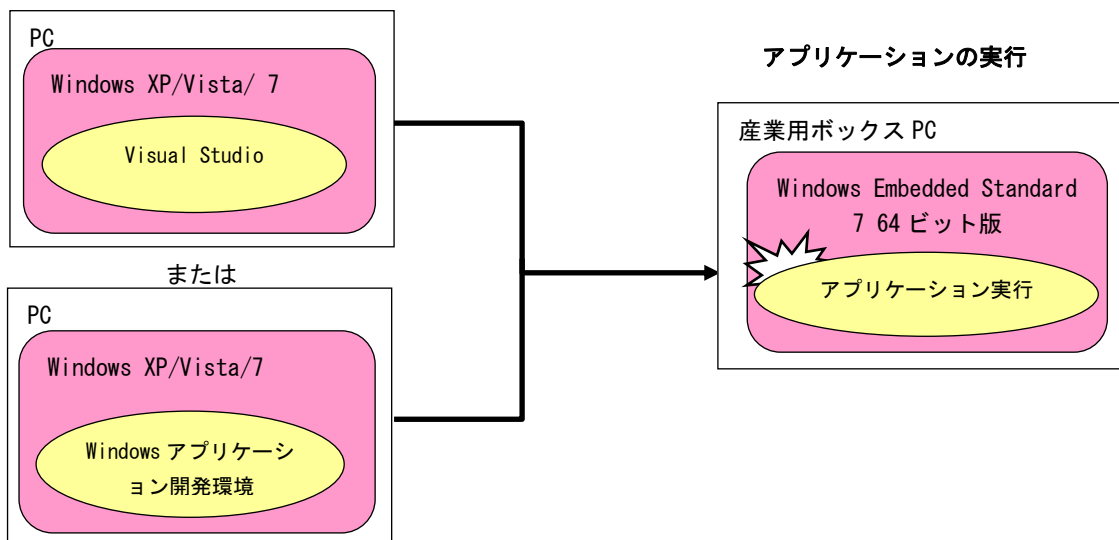 PC
Windows XP/Vista/ 7
Visual Studio
または
PC
Windows XP/Vista/7
Windows アプリケーシ
ョン開発環境
アプリケーションの実行
産業用ボックス PC
Windows Embedded Standard
7 64 ビット版
アプリケーション実行